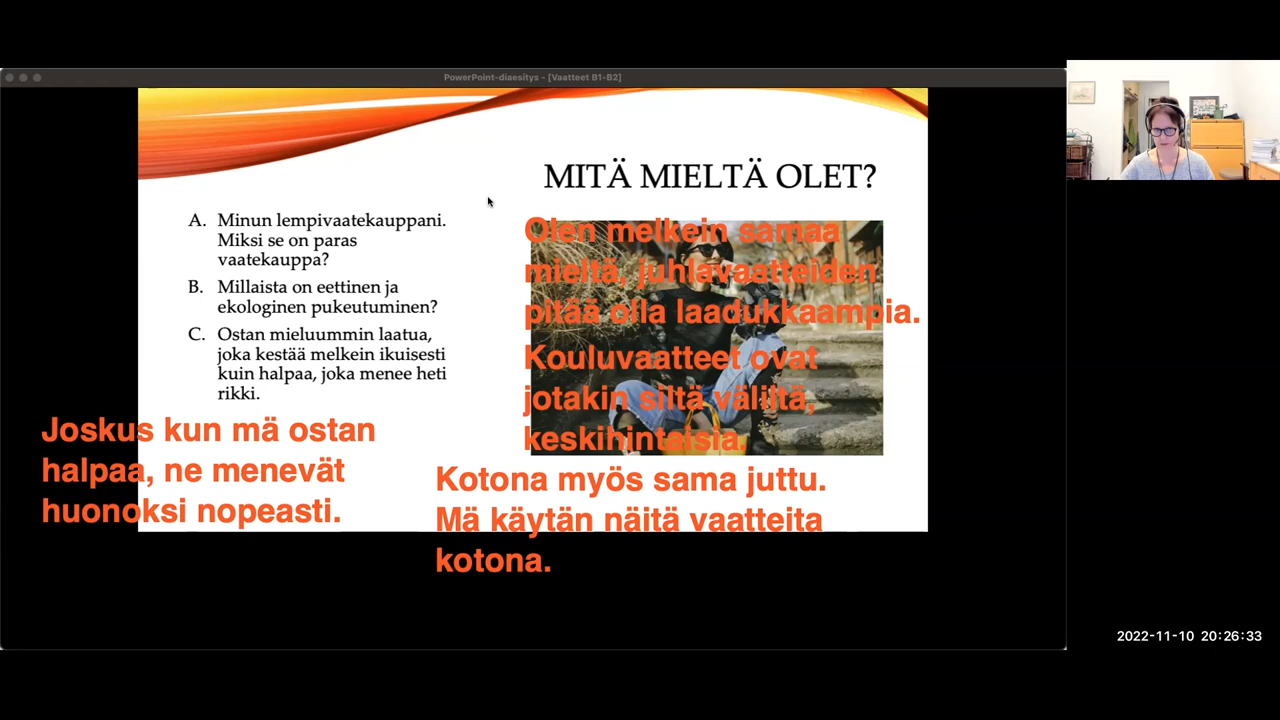 PowerPoint-diaesitys - [Vaatteet B1-B2]
MITÄ MIELTÄ OLET?
A. Minun lempivaatekauppani.
Miksi se on paras
vaatekauppa?
B. Millaista on eettinen ja
ekologinen pukeutuminen?
C. Ostan mieluummin laatua,
joka kestää melkein ikuisesti
kuin halpaa, joka menee heti
rikki.
Olen melkein samaa
mieltä, juhlavaatteiden
pitää olla laadukkaampia.
Kouluvaatteet ovat
jotakin siltä väliltä,
keskihintaisia.
Joskus kun mä ostan
halpaa, ne menevät
huonoksi nopeasti.
Kotona myös sama juttu.
Mä käytän näitä vaatteita
kotona.
2022-11-10 20:26:33